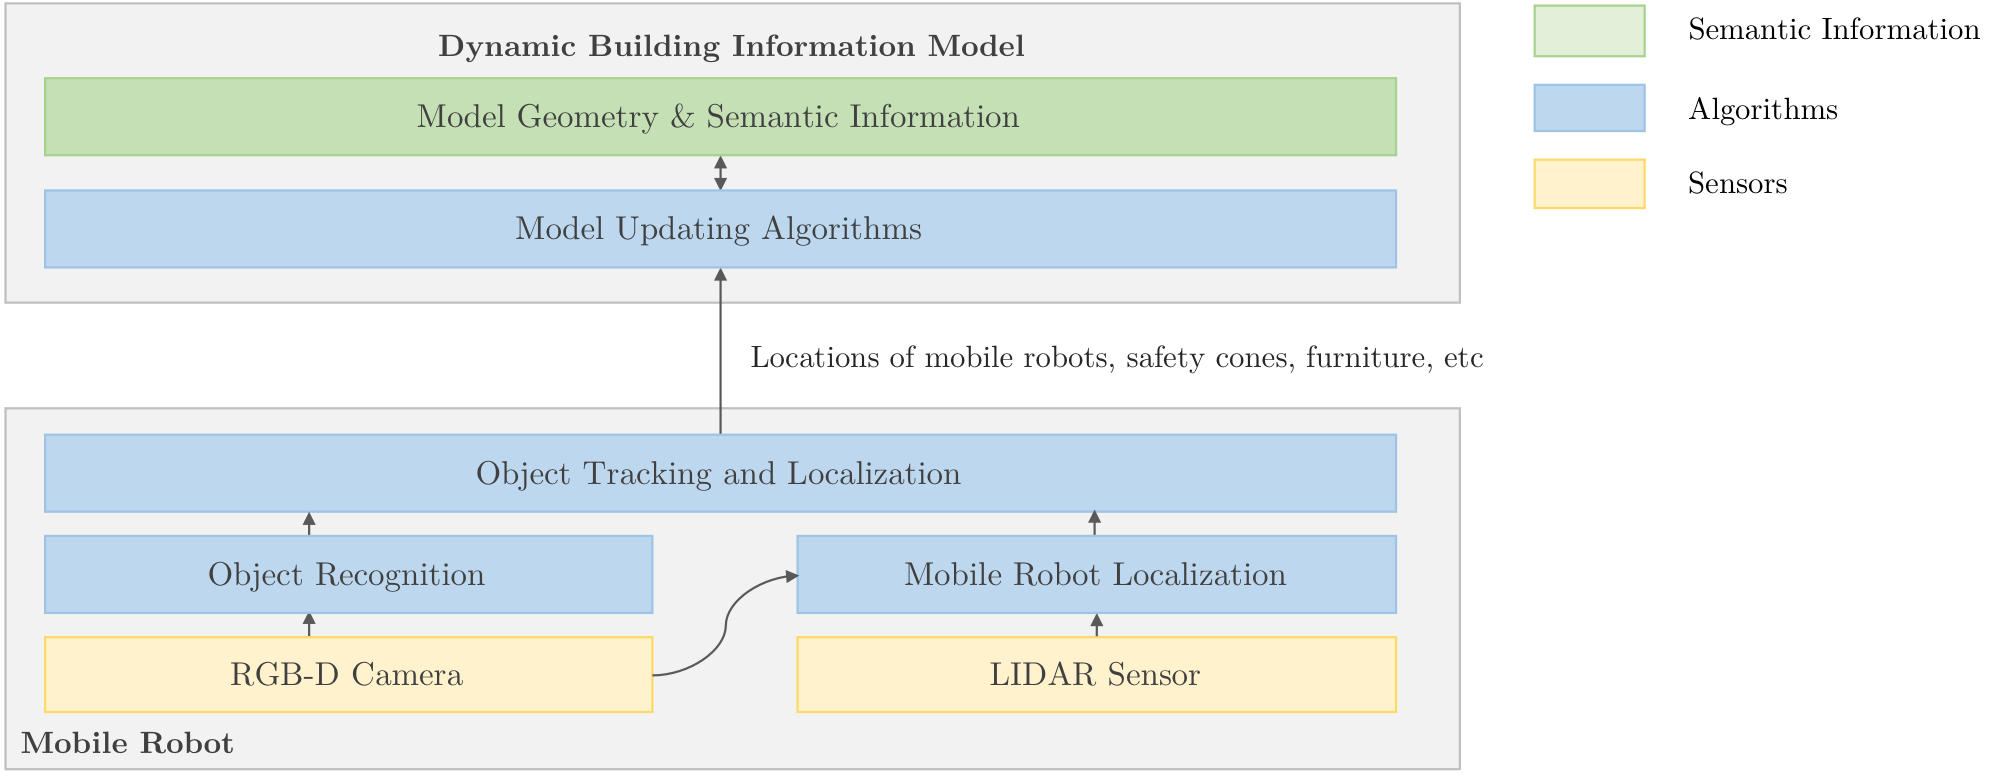 Dynamic Building Information Model
Model Geometry & Semantic Information
Model Updating Algorithms
Locations of mobile robots, safety cones, furniture, etc
Object Tracking and Localization
Object Recognition
Mobile Robot Localization
RGB-D Camera
LIDAR Sensor
Mobile Robot
Semantic Information
Algorithms
Sensors